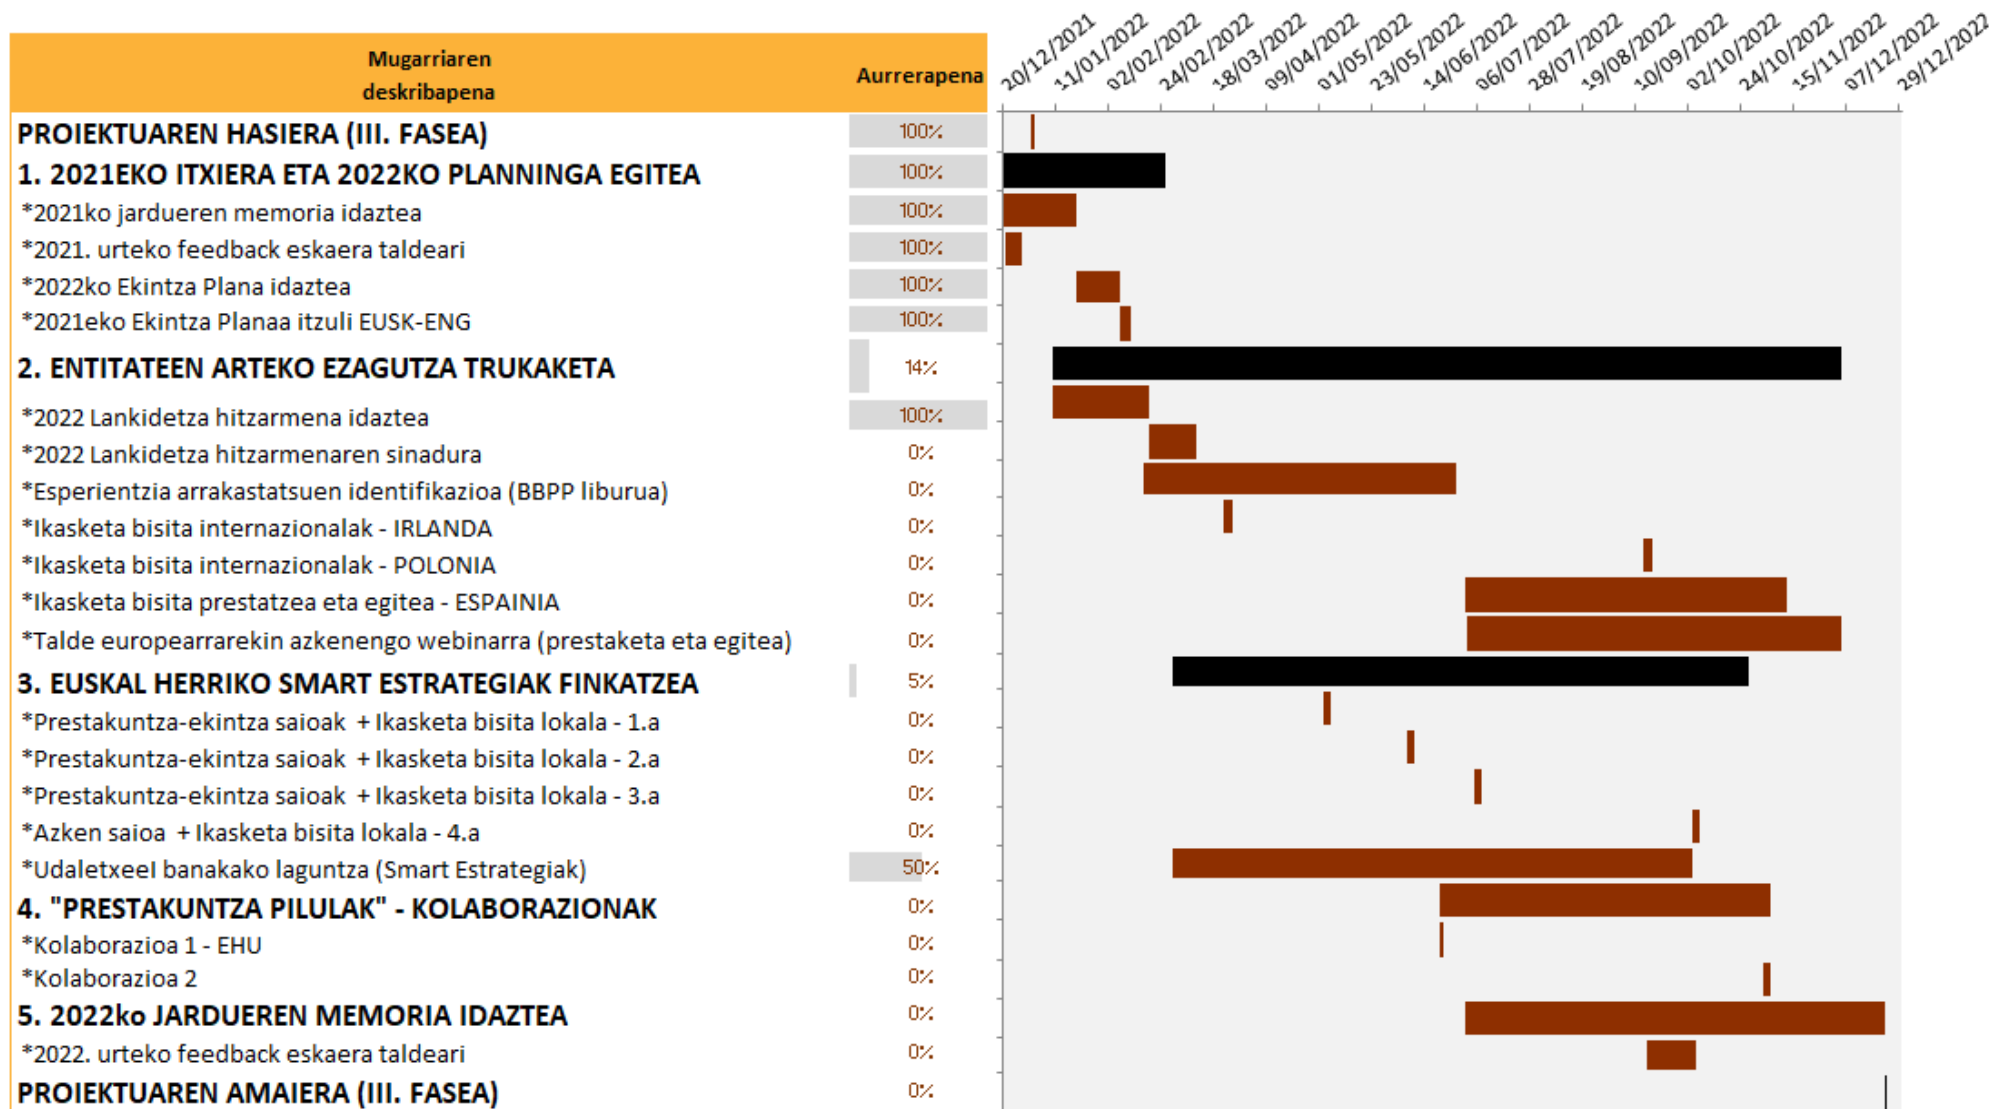 20/12/2021
11/01/2022
02/02/2022
24/02/2022
18/03/2022
09/04/2022
01/05/2022
23/05/2022
14/06/2022
06/07/2022
28/07/2022
19/08/2022
10/09/2022
02/10/2022
24/10/2022
15/11/2022
07/12/2022
29/12/2022
Mugarriaren
deskribapena
Aurrerapena
PROIEKTUAREN HASIERA (III. FASEA) 100%
1. 2021EKO ITXIERA ETA 2022KO PLANNINGA EGITEA 100%
*2021ko jardueren memoria idaztea 100%
*2021. urteko feedback eskaera taldeari 100%
*2022ko Ekintza Plana idaztea 100%
*2021eko Ekintza Planaa itzuli EUSK-ENG 100%
2. ENTITATEEN ARTEKO EZAGUTZA TRUKAKETA 14%
*2022 Lankidetza hitzarmena idaztea 100%
*2022 Lankidetza hitzarmenaren sinadura 0%
*Esperientzia arrakastatsuen identifikazioa (BBPP liburua) 0%
*Ikasketa bisita internazionalak - IRLANDA 0%
*Ikasketa bisita internazionalak - POLONIA 0%
*Ikasketa bisita prestatzea eta egitea - ESPAINIA 0%
*Talde europearrarekin azkenengo webinarra (prestaketa eta egitea) 0%
3. EUSKAL HERRIKO SMART ESTRATEGIAK FINKATZEA 5%
*Prestakuntza-ekintza saioak + Ikasketa bisita lokala - 1.a 0%
*Prestakuntza-ekintza saioak + Ikasketa bisita lokala - 2.a 0%
*Prestakuntza-ekintza saioak + Ikasketa bisita lokala - 3.a 0%
*Azken saioa + Ikasketa bisita lokala - 4.a 0%
*UdaletxeeI banakako laguntza (Smart Estrategiak) 50%
4. "PRESTAKUNTZA PILULAK" - KOLABORAZIONAK 0%
*Kolaborazioa 1 - EHU 0%
*Kolaborazioa 2 0%
5. 2022ko JARDUEREN MEMORIA IDAZTEA 0%
*2022. urteko feedback eskaera taldeari 0%
PROIEKTUAREN AMAIERA (III. FASEA) 0%